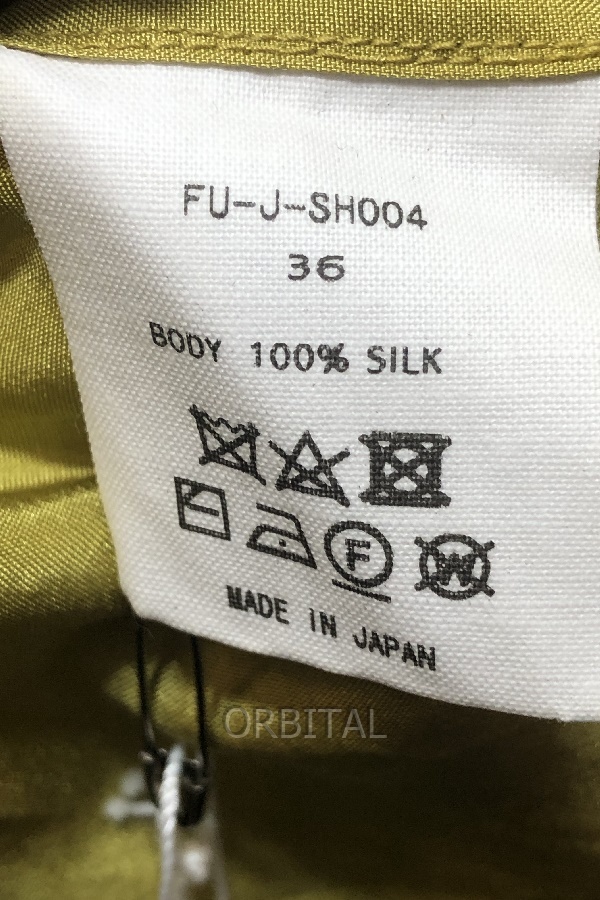 FU-J-SH004
36
BODY 100% SILK
F W
MADE IN JAPAN
ORBITAL